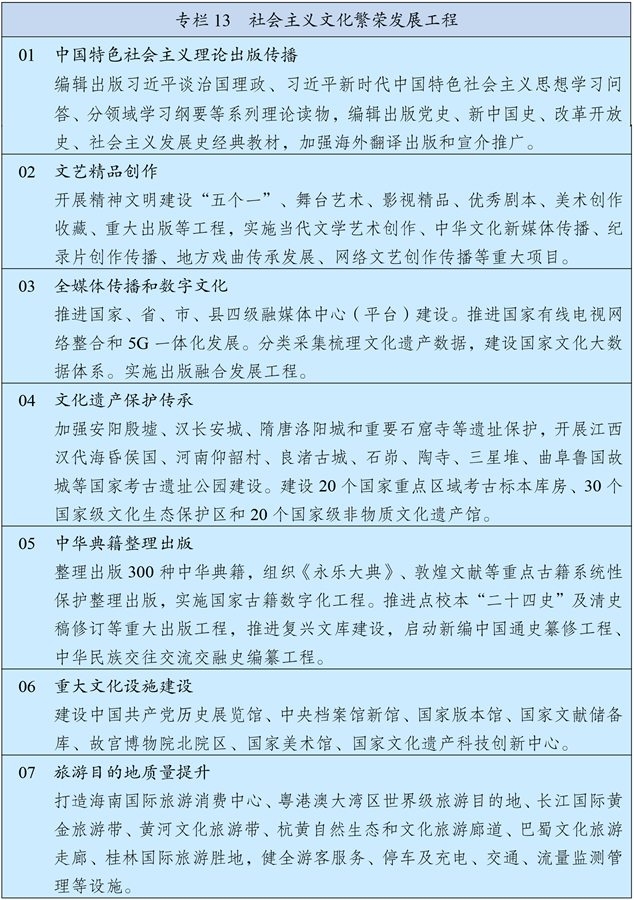 专栏13 社会主义文化繁荣发展工程
01 中国特色社会主义理论出版传播
编辑出版习近平谈治国理政、习近平新时代中国特色社会主义思想学习问
答、分领域学习纲要等系列理论读物，编辑出版党史、新中国史、改革开放
史、社会主义发展史经典教材，加强海外翻译出版和宣介推广。
02 文艺精品创作
开展精神文明建设“五个一”、舞台艺术、影视精品、优秀剧本、美术创作
收藏、重大出版等工程，实施当代文学艺术创作、中华文化新媒体传播、纪
录片创作传播、地方戏曲传承发展、网络文艺创作传播等重大项目。
03 全媒体传播和数字文化
推进国家、省、市、县四级融媒体中心（平台）建设。推进国家有线电视网
络整合和5G一体化发展。分类采集梳理文化遗产数据，建设国家文化大数
据体系。实施出版融合发展工程。
04 文化遗产保护传承
加强安阳殷墟、汉长安城、隋唐洛阳城和重要石窟寺等遗址保护，开展江西
汉代海昏侯国、河南仰韶村、良渚古城、石峁、陶寺、三星堆、曲阜鲁国故
城等国家考古遗址公园建设。建设20个国家重点区域考古标本库房、30个
国家级文化生态保护区和20个国家级非物质文化遗产馆。
05 中华典籍整理出版
整理出版300种中华典籍，组织《永乐大典》、敦煌文献等重点古籍系统性
保护整理出版，实施国家古籍数字化工程。推进点校本“二十四史”及清史
稿修订等重大出版工程，推进复兴文库建设，启动新编中国通史纂修工程、
中华民族交往交流交融史编纂工程。
06 重大文化设施建设
建设中国共产党历史展览馆、中央档案馆新馆、国家版本馆、国家文献储备
库、故宫博物院北院区、国家美术馆、国家文化遗产科技创新中心。
07 旅游目的地质量提升
打造海南国际旅游消费中心、粤港澳大湾区世界级旅游目的地、长江国际黄
金旅游带、黄河文化旅游带、杭黄自然生态和文化旅游廊道、巴蜀文化旅游
走廊、桂林国际旅游胜地，健全游客服务、停车及充电、交通、流量监测管
理等设施。